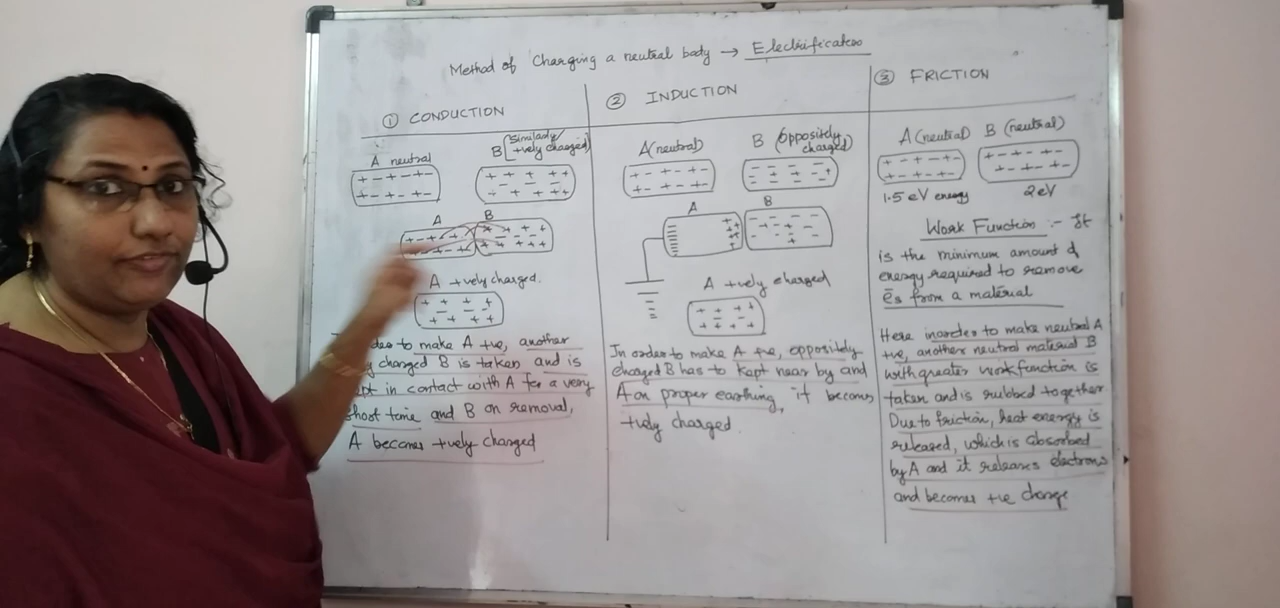 Method of Charging a neutral body → Electrification
① CONDUCTION
A neutral
B (Similarly/
+vely charged)
+ - + - + -
+ - + - + -
A
B
A +vely charged.
der to make A +ve, another
y charged B is taken and is
pt in contact with A for a very
short time and B on removal,
A becomes +vely charged
② INDUCTION
A (neutral)
B (oppositely
charged)
A
B
A +vely charged
In order to make A +ve, oppositely
charged B has to kept near by and
A on proper earthing, it becomes
+vely charged.
③ FRICTION
A (neutral)
B (neutral)
1.5 eV energy
2 eV
Work Function :- It
is the minimum amount of
energy required to remove
ēs from a material
Here inorder to make neutral A
+ve, another neutral material B
with greater workfunction is
taken and is rubbed together
Due to friction, heat energy is
released, which is absorbed
by A and it releases electrons
and becomes +ve charge